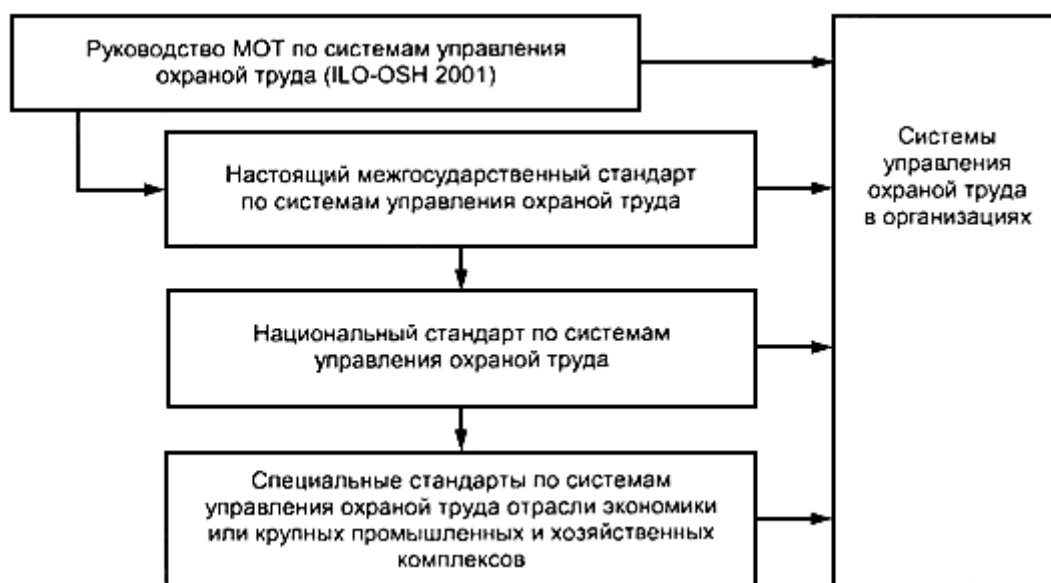 Руководство МОТ по системам управления
охраной труда (ILO-OSH 2001)
Настоящий межгосударственный стандарт
по системам управления охраной труда
Национальный стандарт по системам
управления охраной труда
Специальные стандарты по системам
управления охраной труда отрасли экономики
или крупных промышленных и хозяйственных
комплексов
Системы
управления
охраной труда
в организациях